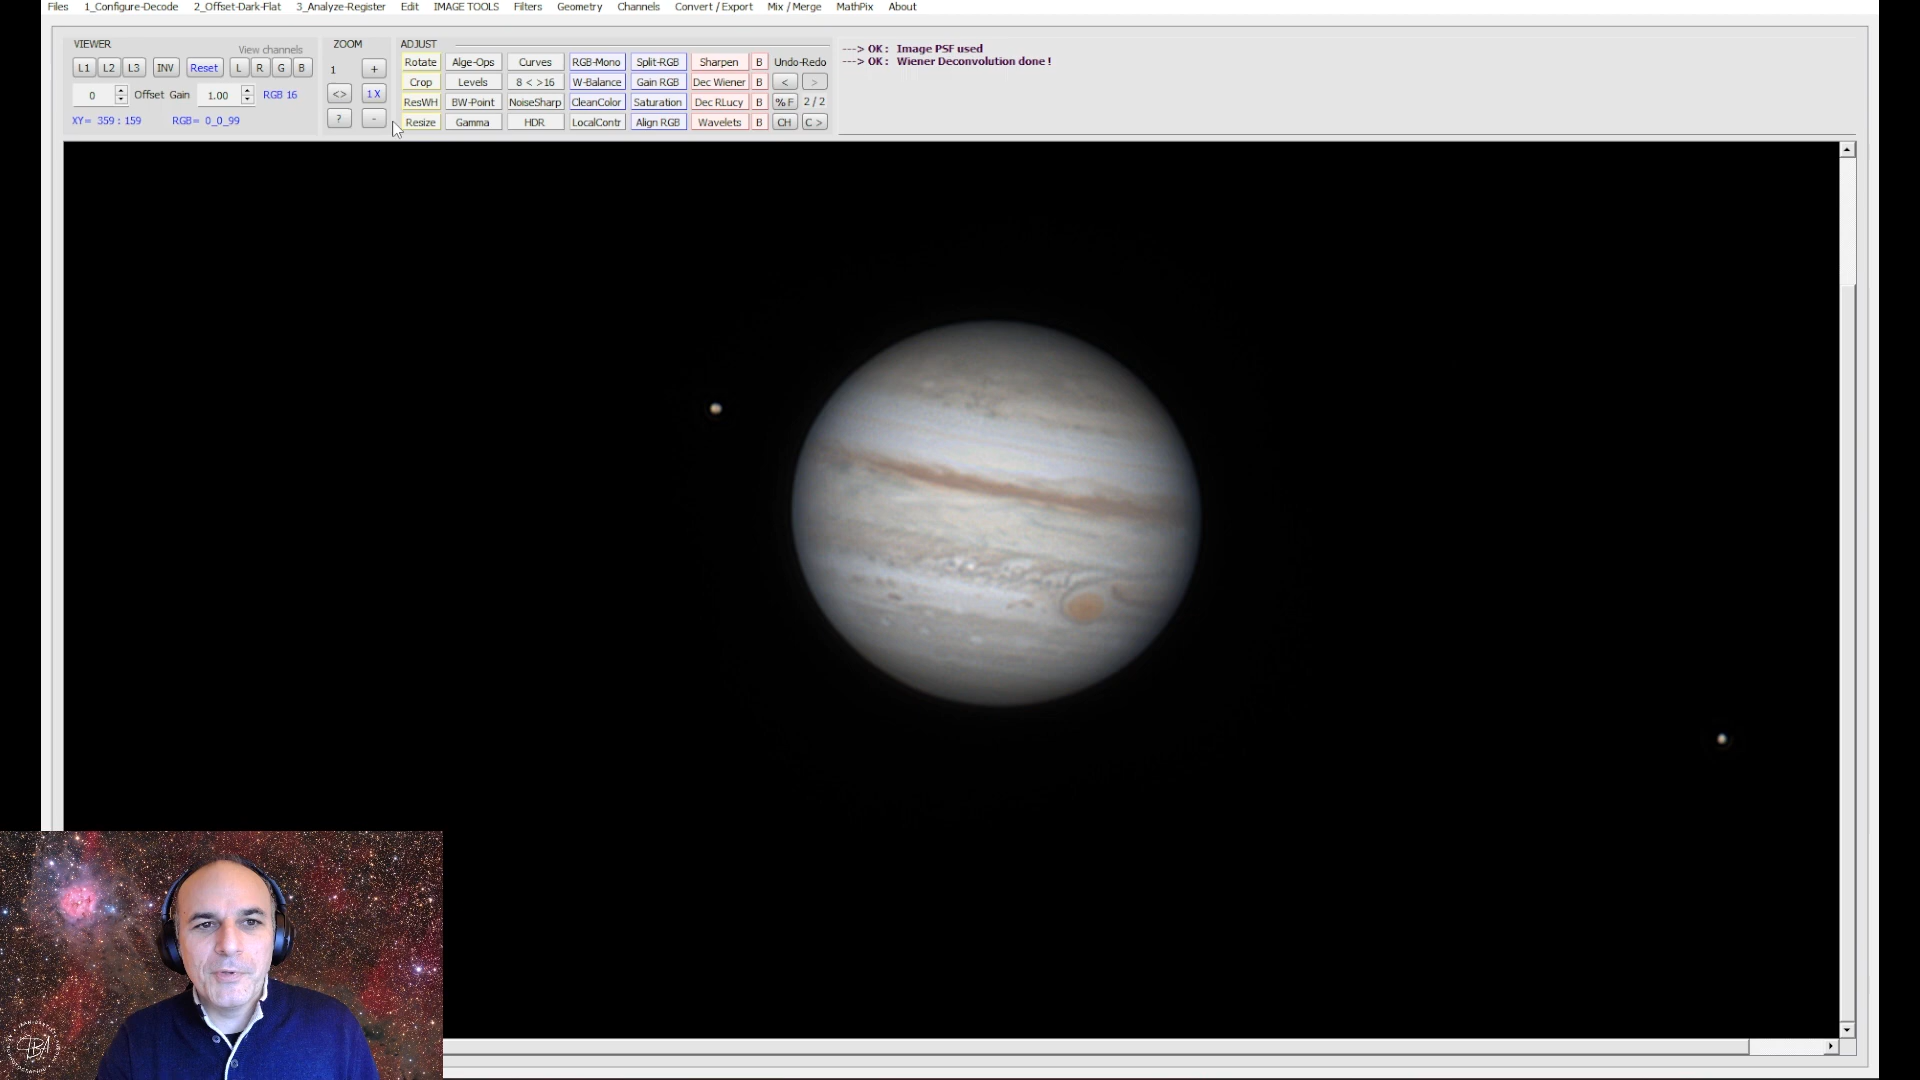 Files 1_Configure-Decode 2_Offset-Dark-Flat 3_Analyze-Register Edit IMAGE TOOLS Filters Geometry Channels Convert / Export Mix / Merge MathPix About
VIEWER View channels
L1 L2 L3 INV Reset L R G B
0 Offset Gain 1.00 RGB 16
XY= 359 : 159 RGB= 0_0_99
ZOOM
1 +
<> 1 X
? -
ADJUST
Rotate Alge-Ops Curves RGB-Mono Split-RGB Sharpen B Undo-Redo
Crop Levels 8 < >16 W-Balance Gain RGB Dec Wiener B < >
ResWH BW-Point NoiseSharp CleanColor Saturation Dec RLucy B % F 2 / 2
Resize Gamma HDR LocalContr Align RGB Wavelets B CH C >
---> OK : Image PSF used
---> OK : Wiener Deconvolution done !